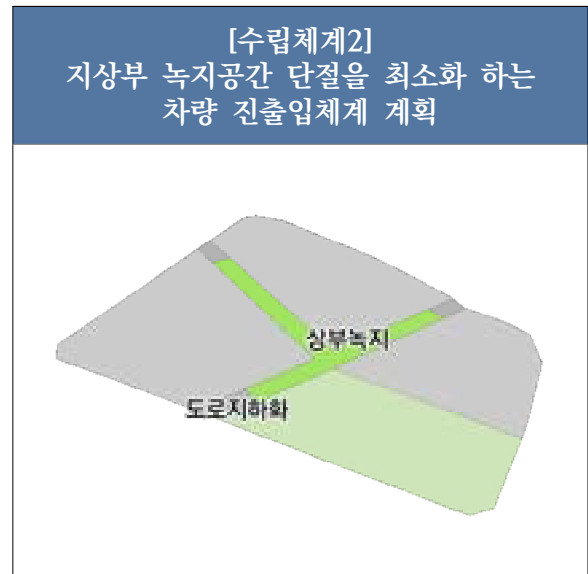 [수립체계2]
지상부 녹지공간 단절을 최소화 하는
차량 진출입체계 계획
상부녹지
도로지하화